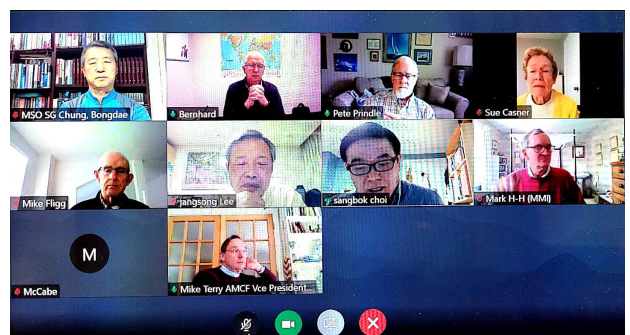 MSO SG Chung, Bongdae
Bernhard
Pete Prindle
Sue Casner
Mike Fligg
jangsong Lee
sangbok choi
Mark H-H (MMI)
M
McCabe
Mike Terry AMCF Vce President